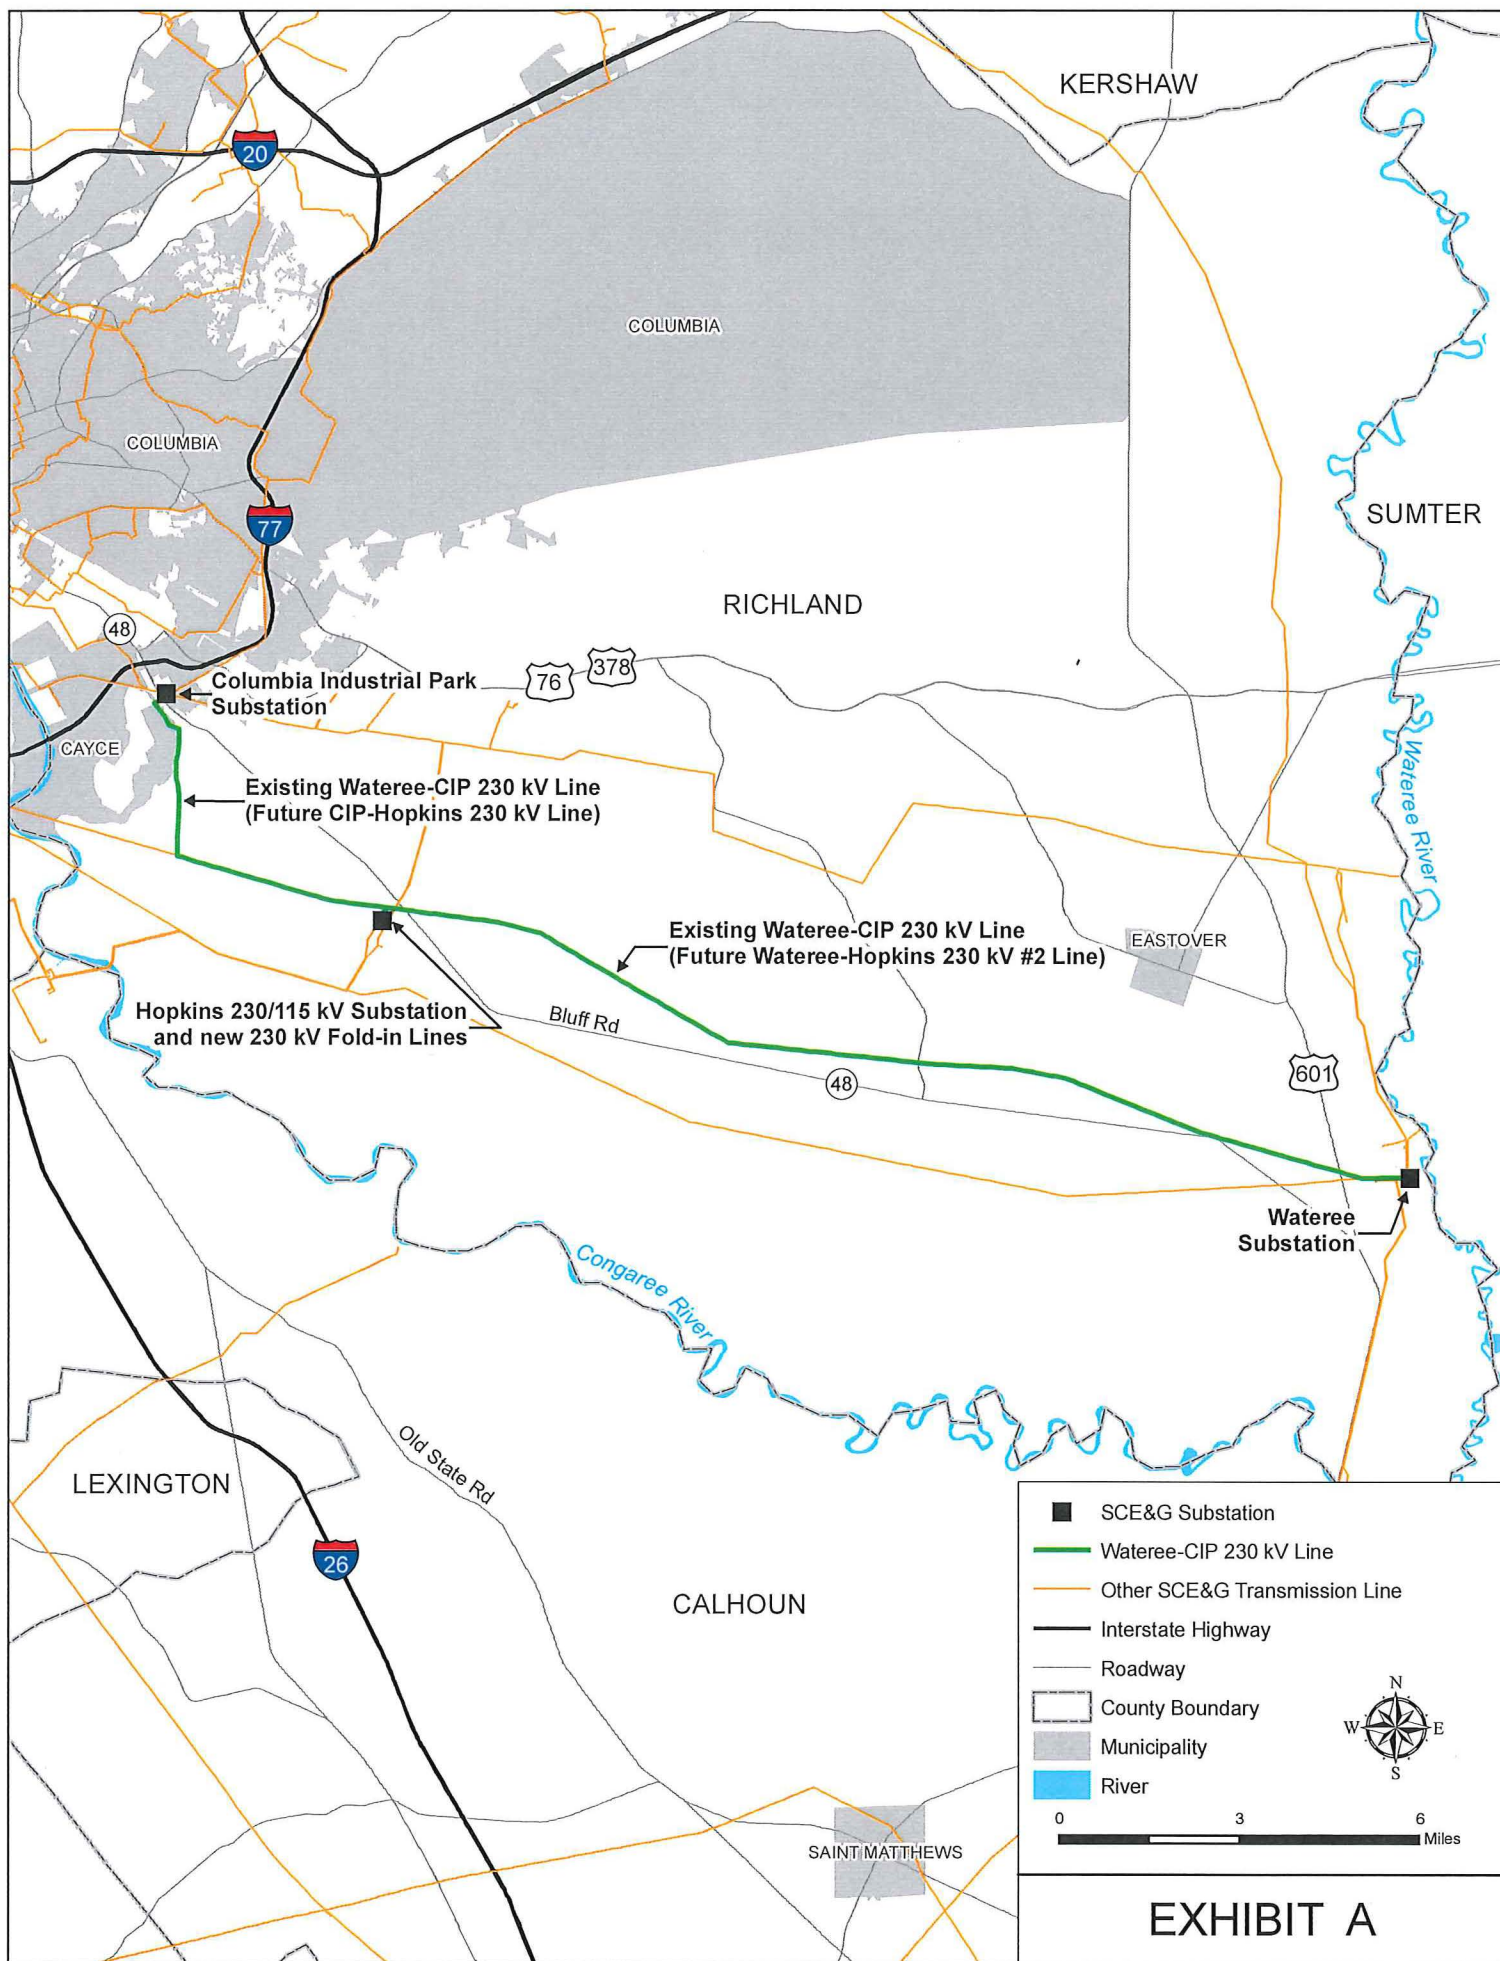 KERSHAW
20
COLUMBIA
COLUMBIA
77
SUMTER
RICHLAND
48
76
378
Columbia Industrial Park
Substation
CAYCE
Wateree River
Existing Wateree-CIP 230 kV Line
(Future CIP-Hopkins 230 kV Line)
Existing Wateree-CIP 230 kV Line
(Future Wateree-Hopkins 230 kV #2 Line)
EASTOVER
Hopkins 230/115 kV Substation
and new 230 kV Fold-in Lines
Bluff Rd
48
601
Wateree
Substation
Congaree River
Old State Rd
LEXINGTON
26
CALHOUN
SAINT MATTHEWS
SCE&G Substation
Wateree-CIP 230 kV Line
Other SCE&G Transmission Line
Interstate Highway
Roadway
County Boundary
Municipality
River
N
W
E
S
0 3 6
Miles
EXHIBIT A